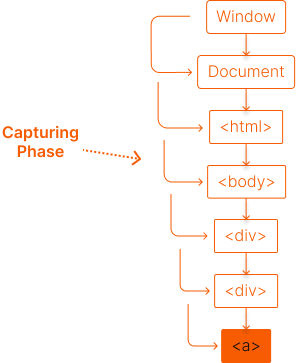 Window
Document
<html>
Capturing
Phase
<body>
<div>
<div>
<a>